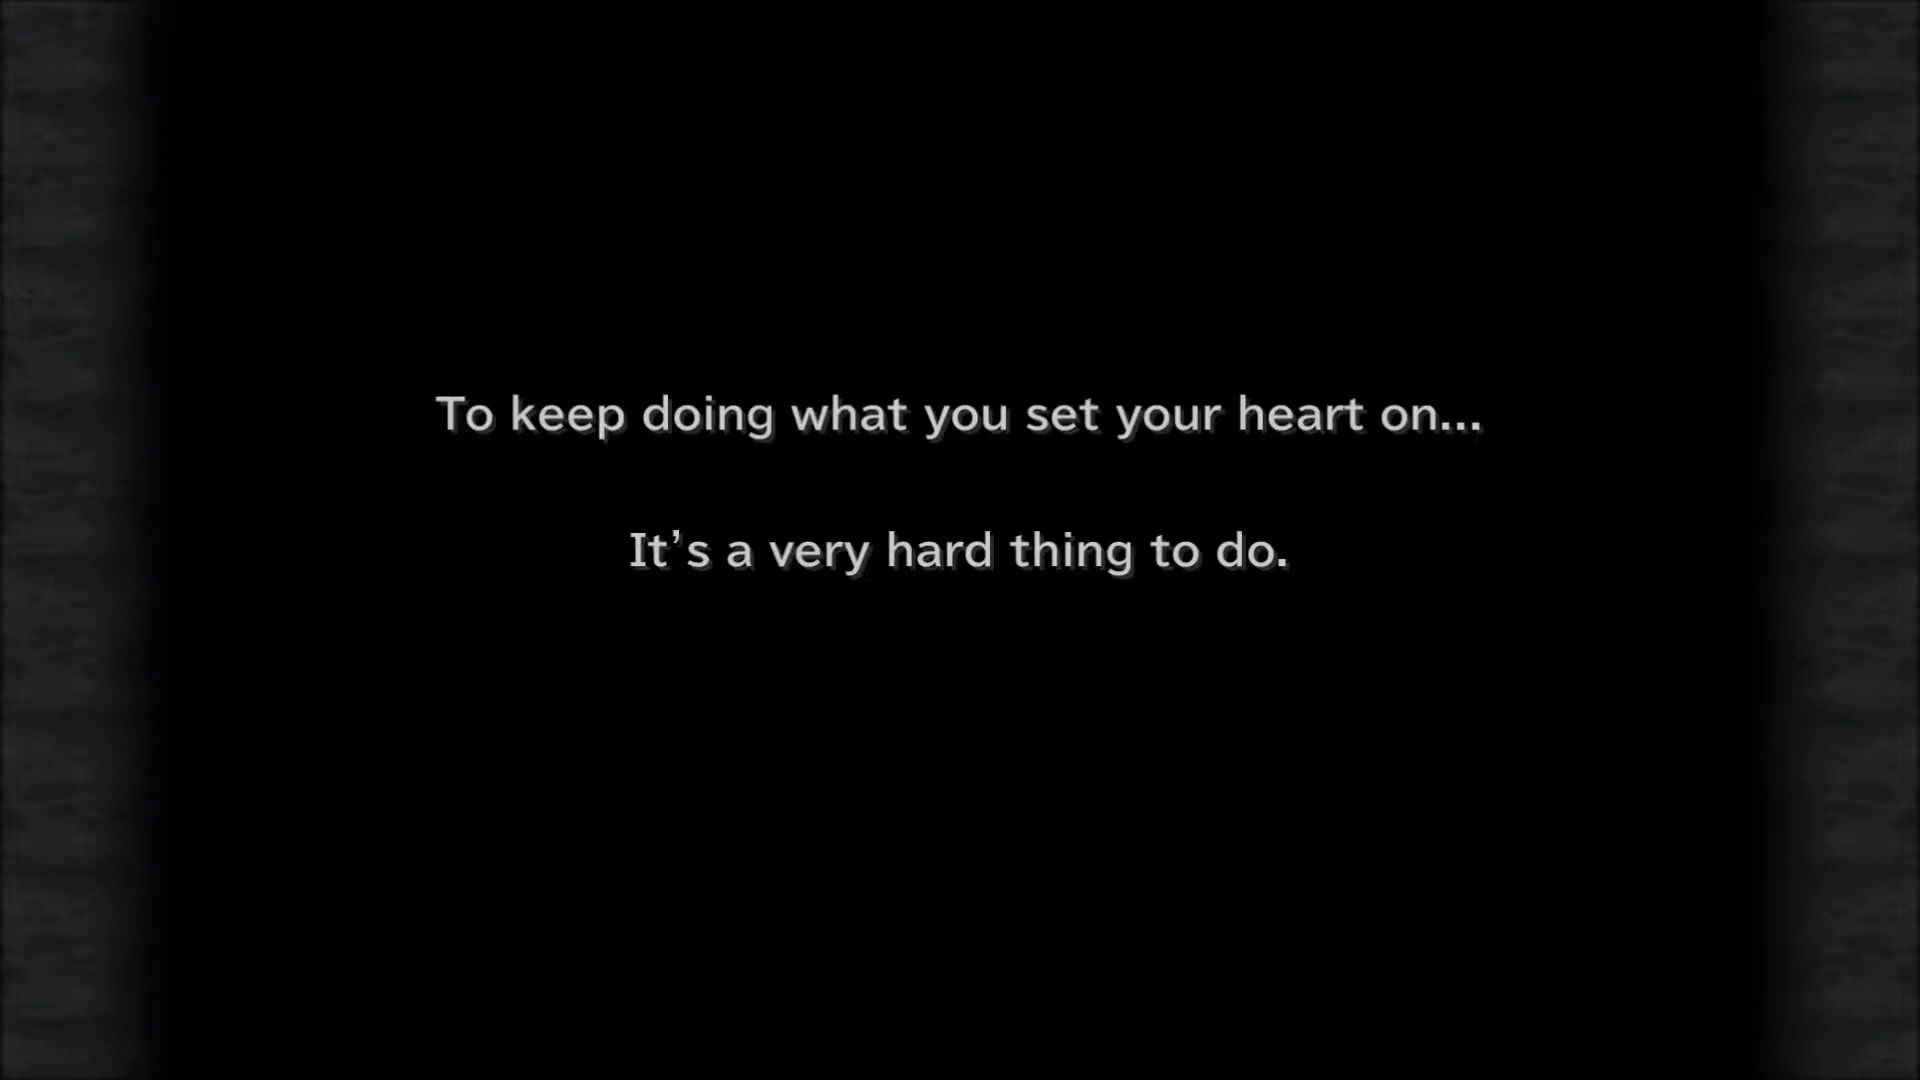 To keep doing what you set your heart on...
It's a very hard thing to do.